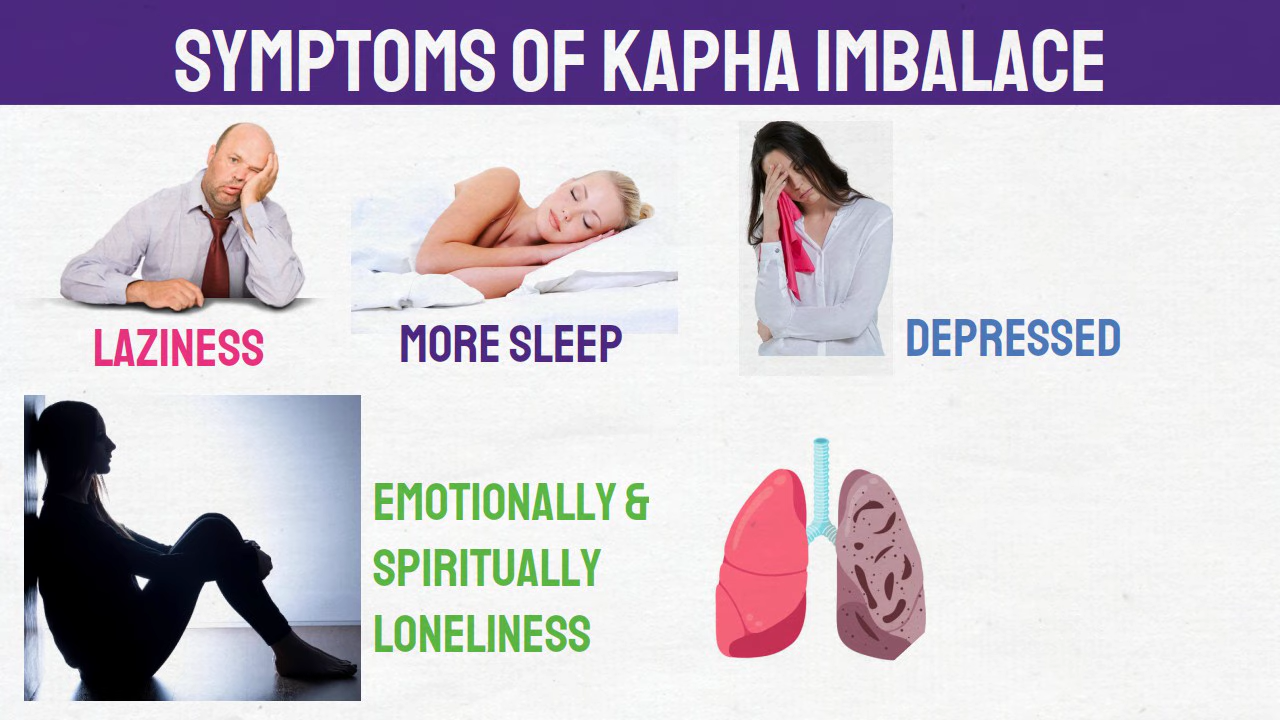 SYMPTOMS OF KAPHA IMBALACE
LAZINESS
MORE SLEEP
DEPRESSED
EMOTIONALLY &
SPIRITUALLY
LONELINESS